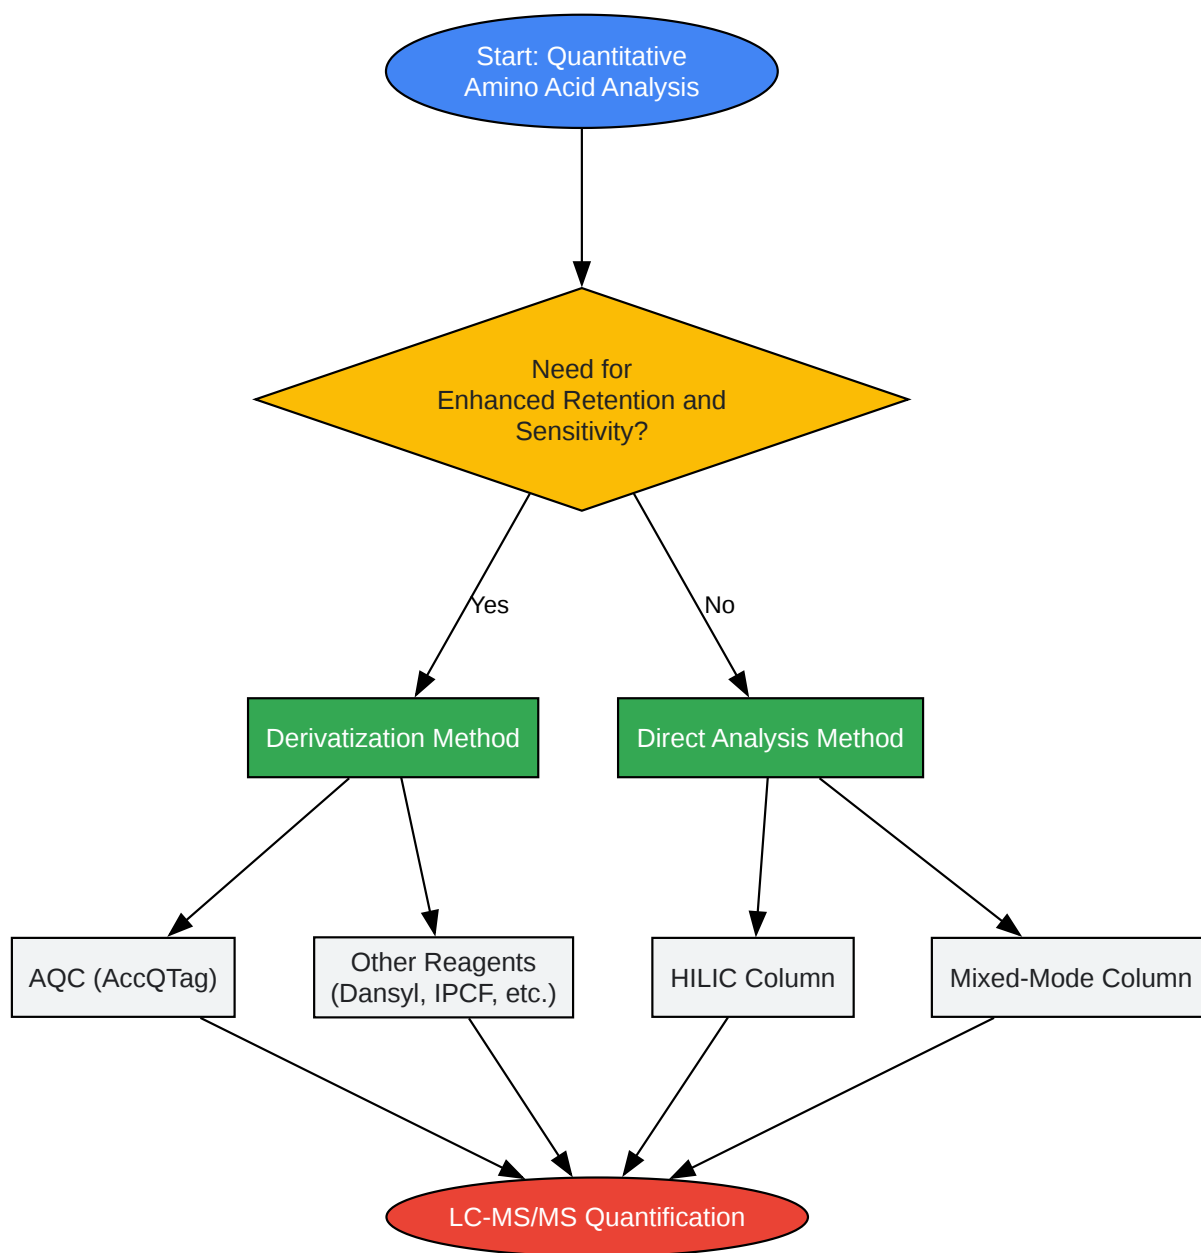 Start: Quantitative
Amino Acid Analysis
Need for
Enhanced Retention and
Sensitivity?
Yes
No
Derivatization Method
Direct Analysis Method
AQC (AccQTag)
Other Reagents
(Dansyl, IPCF, etc.)
HILIC Column
Mixed-Mode Column
LC-MS/MS Quantification